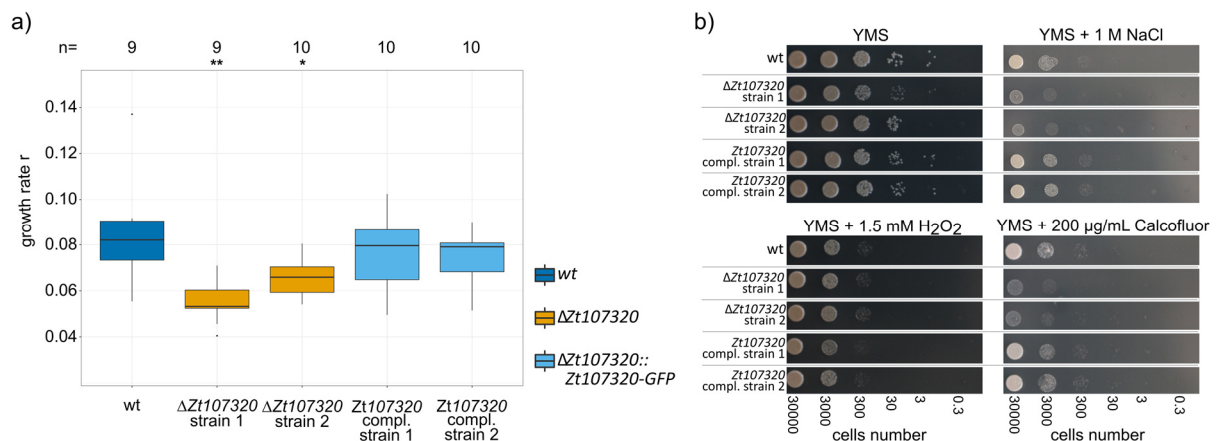 a)
n= 9 9 10 10 10
** *
0.14
0.12
0.10
0.08
0.06
0.04
growth rate r
wt
ΔZt107320
strain 1
ΔZt107320
strain 2
Zt107320
compl.
strain 1
Zt107320
compl.
strain 2
wt
ΔZt107320
ΔZt107320::
Zt107320-GFP
b)
YMS
YMS + 1 M NaCl
wt
ΔZt107320
strain 1
ΔZt107320
strain 2
Zt107320
compl. strain 1
Zt107320
compl. strain 2
YMS + 1.5 mM H2O2
YMS + 200 µg/mL Calcofluor
wt
ΔZt107320
strain 1
ΔZt107320
strain 2
Zt107320
compl. strain 1
Zt107320
compl. strain 2
30000 3000 300 30 3 0.3
30000 3000 300 30 3 0.3
cells number
cells number